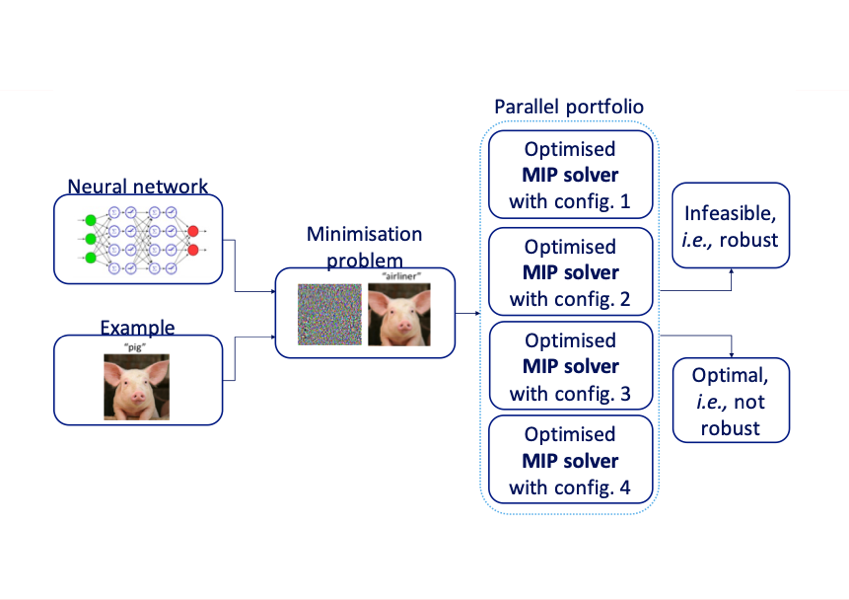 Parallel portfolio
Neural network
Example
"pig"
Minimisation
problem
"airliner"
Optimised
MIP solver
with config. 1
Optimised
MIP solver
with config. 2
Optimised
MIP solver
with config. 3
Optimised
MIP solver
with config. 4
Infeasible,
i.e., robust
Optimal,
i.e., not
robust